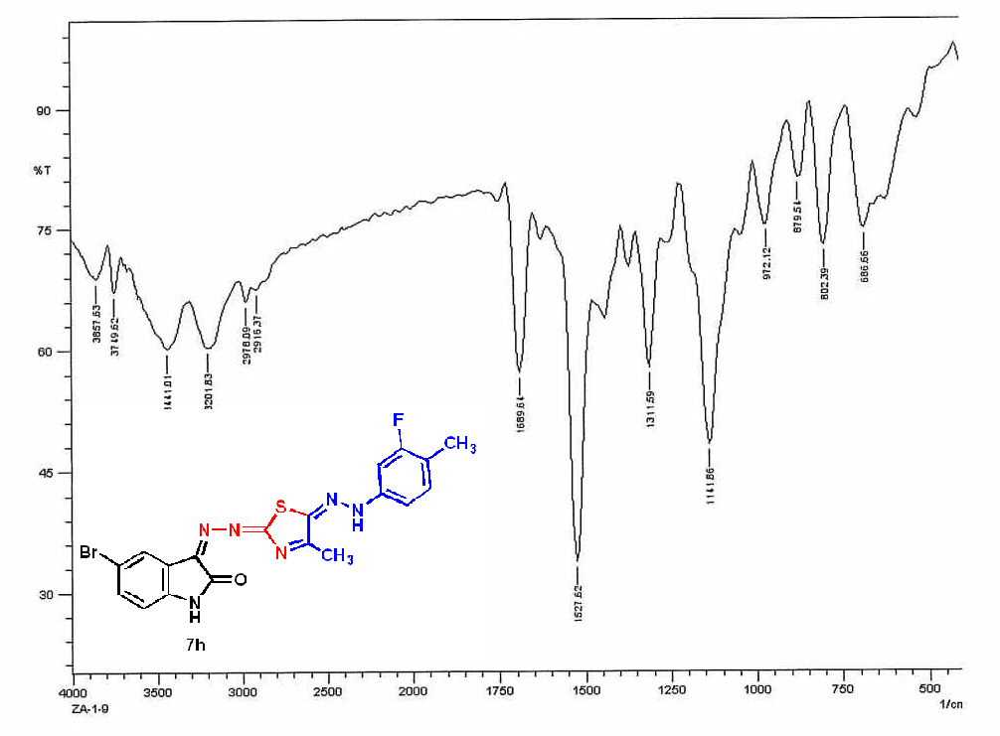 90
%T
75
60
45
30
3857.63
3749.62
3441.01
3201.83
2978.09
2916.37
1689.64
1527.62
1311.59
1141.86
972.12
879.54
802.39
686.66
F
CH3
S
N
N
H
N
N
N
CH3
Br
O
N
H
7h
4000
3500
3000
2500
2000
1750
1500
1250
1000
750
500
ZA-1-9
1/cm